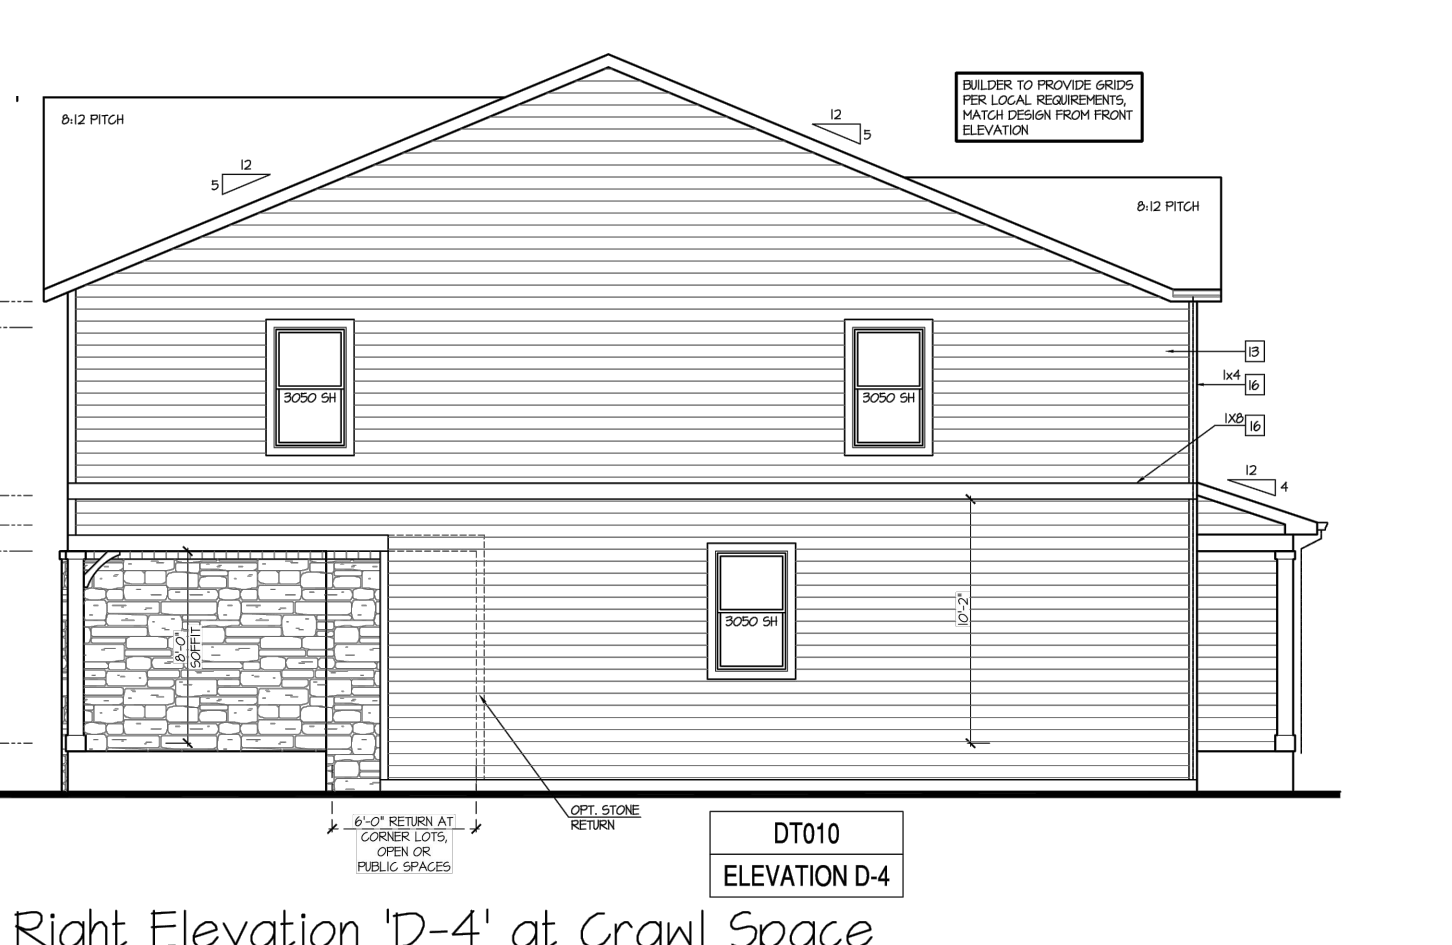 BUILDER TO PROVIDE GRIDS
PER LOCAL REQUIREMENTS,
MATCH DESIGN FROM FRONT
ELEVATION
8:12 PITCH
12
5
12
5
8:12 PITCH
13
1x4
16
1X8
16
3050 SH
3050 SH
12
4
3050 SH
8'-0"
SOFFIT
10'-2"
OPT. STONE
RETURN
6'-0" RETURN AT
CORNER LOTS,
OPEN OR
PUBLIC SPACES
DT010
ELEVATION D-4
Right Elevation 'D-4' at Crawl Space